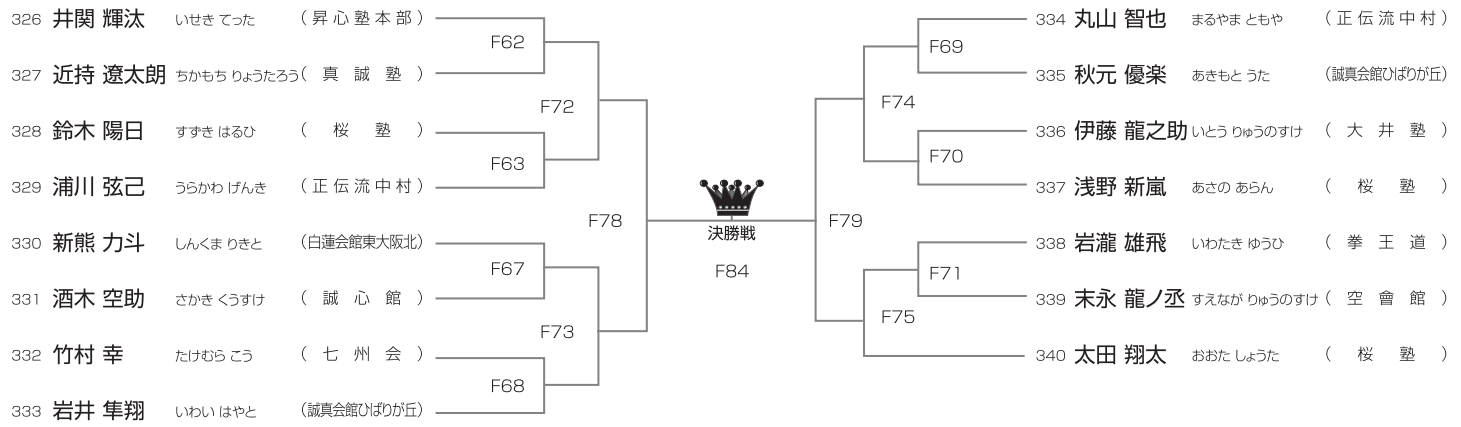 326 井関 輝汰 いせき てった (昇心塾本部)
F62
327 近持 遼太朗 ちかもち りょうたろう (真誠塾)
F72
328 鈴木 陽日 すずき はるひ (桜塾)
F63
329 浦川 弦己 うらかわ げんき (正伝流中村)
F78
330 新熊 力斗 しんくま りきと (白蓮会館東大阪北)
F67
331 酒木 空助 さかき くうすけ (誠心館)
F73
332 竹村 幸 たけむら こう (七州会)
F68
333 岩井 隼翔 いわい はやと (誠真会館ひばりが丘)
決勝戦
F84
334 丸山 智也 まるやま ともや (正伝流中村)
F69
335 秋元 優楽 あきもと うた (誠真会館ひばりが丘)
F74
336 伊藤 龍之助 いとう りゅうのすけ (大井塾)
F70
337 浅野 新嵐 あさの あらん (桜塾)
F79
338 岩瀧 雄飛 いわたき ゆうひ (拳王道)
F71
339 末永 龍ノ丞 すえなが りゅうのすけ (空會館)
F75
340 太田 翔太 おおた しょうた (桜塾)